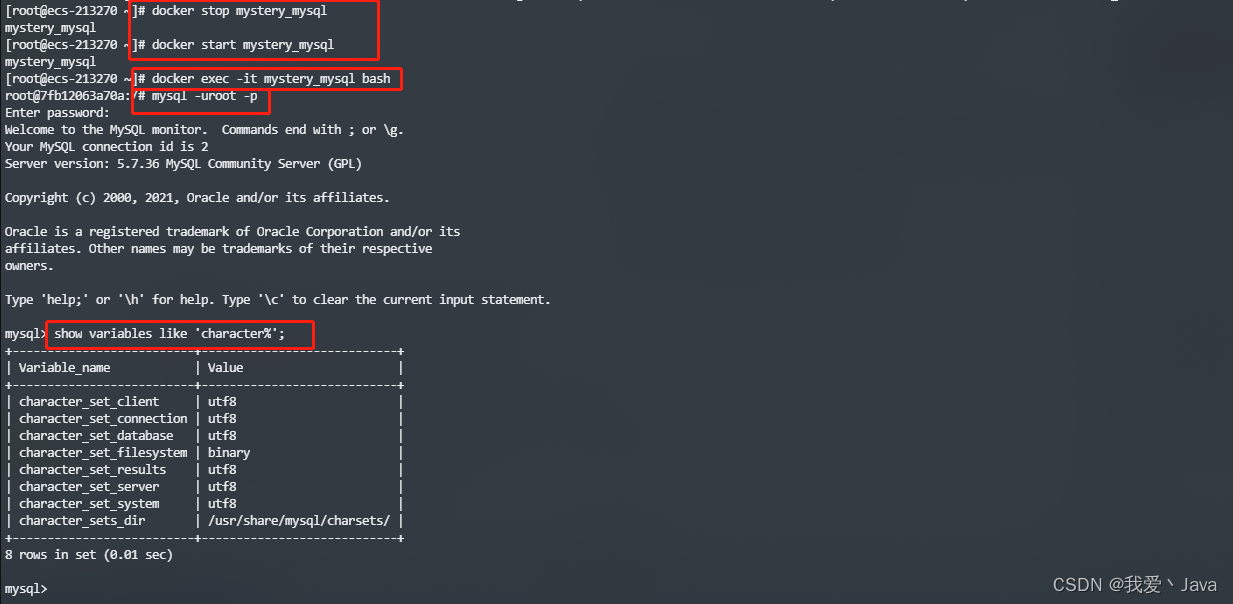 [root@ecs-213270 ~]# docker stop mystery_mysql
mystery_mysql
[root@ecs-213270 ~]# docker start mystery_mysql
mystery_mysql
[root@ecs-213270 ~]# docker exec -it mystery_mysql bash
root@7fb12063a70a:/# mysql -uroot -p
Enter password:
Welcome to the MySQL monitor.  Commands end with ; or \g.
Your MySQL connection id is 2
Server version: 5.7.36 MySQL Community Server (GPL)

Copyright (c) 2000, 2021, Oracle and/or its affiliates.

Oracle is a registered trademark of Oracle Corporation and/or its
affiliates. Other names may be trademarks of their respective
owners.

Type 'help;' or '\h' for help. Type '\c' to clear the current input statement.

mysql> show variables like 'character%';
+--------------------------+----------------------------+
| Variable_name            | Value                      |
+--------------------------+----------------------------+
| character_set_client     | utf8                       |
| character_set_connection | utf8                       |
| character_set_database   | utf8                       |
| character_set_filesystem | binary                     |
| character_set_results    | utf8                       |
| character_set_server     | utf8                       |
| character_set_system     | utf8                       |
| character_sets_dir       | /usr/share/mysql/charsets/ |
+--------------------------+----------------------------+
8 rows in set (0.01 sec)

mysql>
CSDN @我爱丶Java